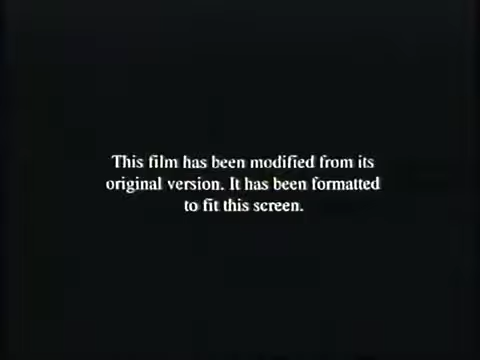 This film has been modified from its
original version. It has been formatted
to fit this screen.